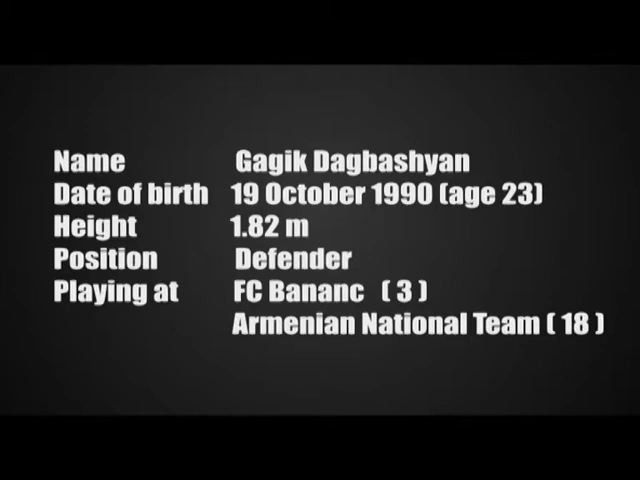 Name Gagik Dagbashyan
Date of birth 19 October 1990 (age 23)
Height 1.82 m
Position Defender
Playing at FC Bananc ( 3 )
Armenian National Team ( 18 )